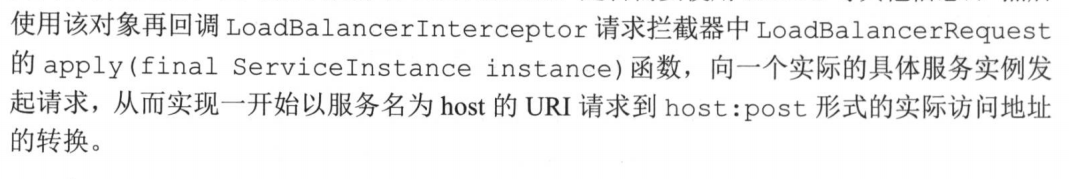 使用该对象再回调 LoadBalancerInterceptor 请求拦截器中 LoadBalancerRequest
的 apply(final ServiceInstance instance)函数，向一个实际的具体服务实例发
起请求，从而实现一开始以服务名为 host 的 URI 请求到 host:post 形式的实际访问地址
的转换。